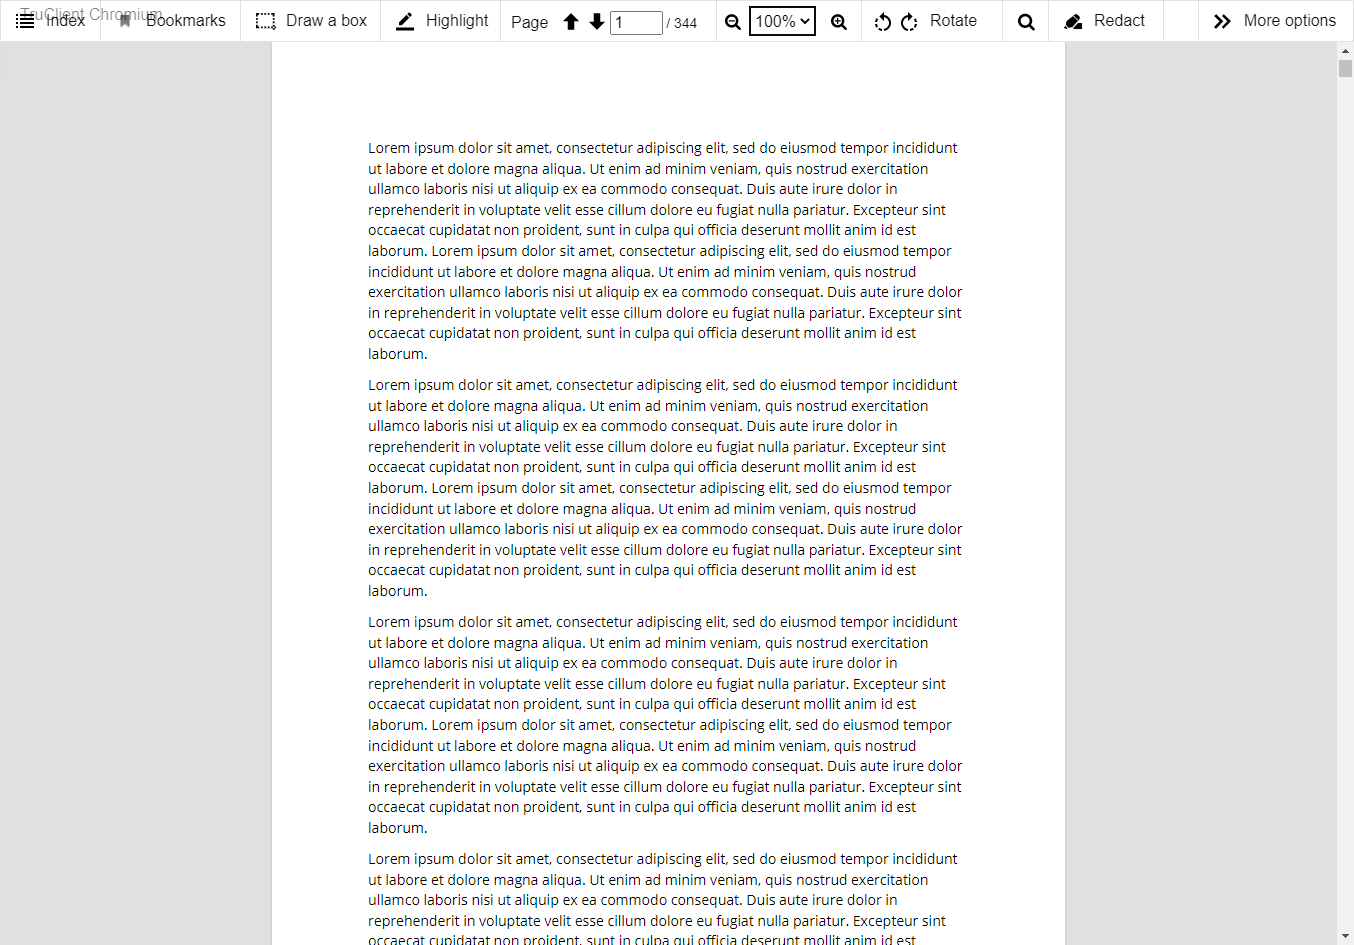 TruClient Chromium
Index Bookmarks Draw a box Highlight Page 1 / 344 100% Rotate Redact More options
Lorem ipsum dolor sit amet, consectetur adipiscing elit, sed do eiusmod tempor incididunt
ut labore et dolore magna aliqua. Ut enim ad minim veniam, quis nostrud exercitation
ullamco laboris nisi ut aliquip ex ea commodo consequat. Duis aute irure dolor in
reprehenderit in voluptate velit esse cillum dolore eu fugiat nulla pariatur. Excepteur sint
occaecat cupidatat non proident, sunt in culpa qui officia deserunt mollit anim id est
laborum. Lorem ipsum dolor sit amet, consectetur adipiscing elit, sed do eiusmod tempor
incididunt ut labore et dolore magna aliqua. Ut enim ad minim veniam, quis nostrud
exercitation ullamco laboris nisi ut aliquip ex ea commodo consequat. Duis aute irure dolor
in reprehenderit in voluptate velit esse cillum dolore eu fugiat nulla pariatur. Excepteur sint
occaecat cupidatat non proident, sunt in culpa qui officia deserunt mollit anim id est
laborum.
Lorem ipsum dolor sit amet, consectetur adipiscing elit, sed do eiusmod tempor incididunt
ut labore et dolore magna aliqua. Ut enim ad minim veniam, quis nostrud exercitation
ullamco laboris nisi ut aliquip ex ea commodo consequat. Duis aute irure dolor in
reprehenderit in voluptate velit esse cillum dolore eu fugiat nulla pariatur. Excepteur sint
occaecat cupidatat non proident, sunt in culpa qui officia deserunt mollit anim id est
laborum. Lorem ipsum dolor sit amet, consectetur adipiscing elit, sed do eiusmod tempor
incididunt ut labore et dolore magna aliqua. Ut enim ad minim veniam, quis nostrud
exercitation ullamco laboris nisi ut aliquip ex ea commodo consequat. Duis aute irure dolor
in reprehenderit in voluptate velit esse cillum dolore eu fugiat nulla pariatur. Excepteur sint
occaecat cupidatat non proident, sunt in culpa qui officia deserunt mollit anim id est
laborum.
Lorem ipsum dolor sit amet, consectetur adipiscing elit, sed do eiusmod tempor incididunt
ut labore et dolore magna aliqua. Ut enim ad minim veniam, quis nostrud exercitation
ullamco laboris nisi ut aliquip ex ea commodo consequat. Duis aute irure dolor in
reprehenderit in voluptate velit esse cillum dolore eu fugiat nulla pariatur. Excepteur sint
occaecat cupidatat non proident, sunt in culpa qui officia deserunt mollit anim id est
laborum. Lorem ipsum dolor sit amet, consectetur adipiscing elit, sed do eiusmod tempor
incididunt ut labore et dolore magna aliqua. Ut enim ad minim veniam, quis nostrud
exercitation ullamco laboris nisi ut aliquip ex ea commodo consequat. Duis aute irure dolor
in reprehenderit in voluptate velit esse cillum dolore eu fugiat nulla pariatur. Excepteur sint
occaecat cupidatat non proident, sunt in culpa qui officia deserunt mollit anim id est
laborum.
Lorem ipsum dolor sit amet, consectetur adipiscing elit, sed do eiusmod tempor incididunt
ut labore et dolore magna aliqua. Ut enim ad minim veniam, quis nostrud exercitation
ullamco laboris nisi ut aliquip ex ea commodo consequat. Duis aute irure dolor in
reprehenderit in voluptate velit esse cillum dolore eu fugiat nulla pariatur. Excepteur sint
occaecat cupidatat non proident, sunt in culpa qui officia deserunt mollit anim id est